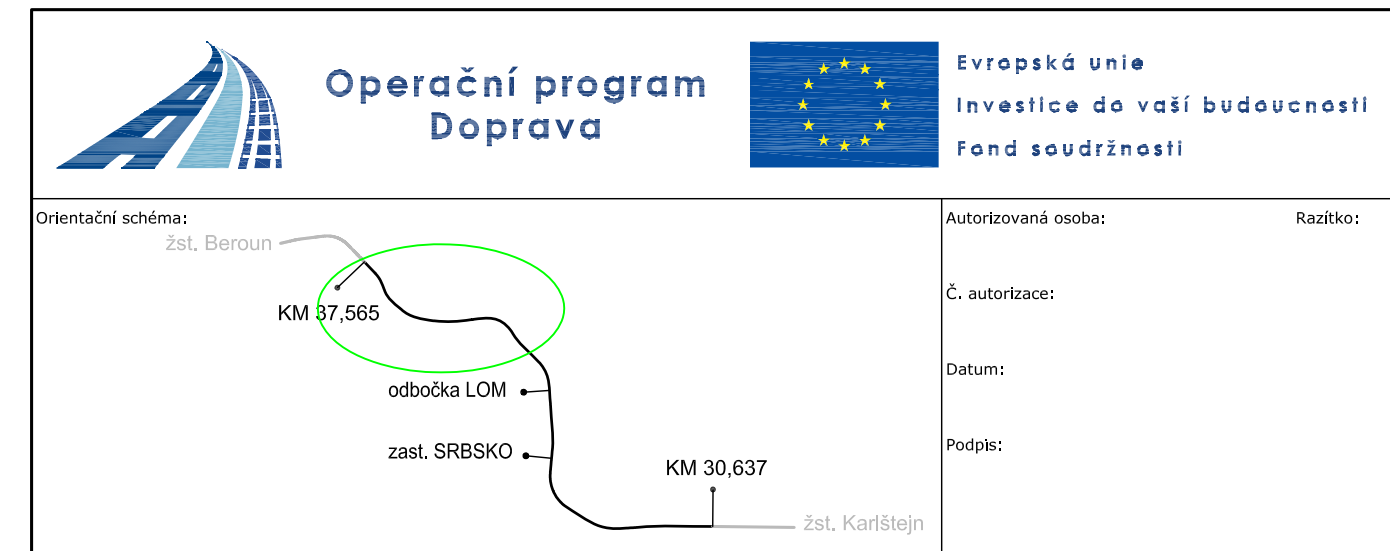 Operační program
Doprava
Evropská unie
Investice do vaší budoucnosti
Fond soudržnosti
Orientační schéma:
žst. Beroun
KM 37,565
odbočka LOM
zast. SRBSKO
KM 30,637
žst. Karlštejn
Autorizovaná osoba:
Razítko:
Č. autorizace:
Datum:
Podpis: